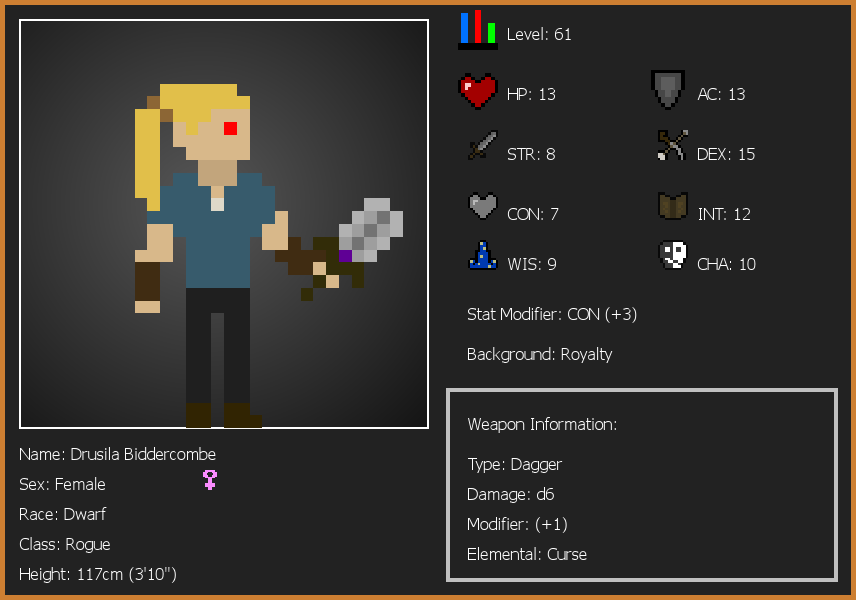 Level: 61
HP: 13
AC: 13
STR: 8
DEX: 15
CON: 7
INT: 12
WIS: 9
CHA: 10
Stat Modifier: CON (+3)
Background: Royalty
Weapon Information:
Type: Dagger
Damage: d6
Modifier: (+1)
Elemental: Curse
Name: Drusila Biddercombe
Sex: Female
Race: Dwarf
Class: Rogue
Height: 117cm (3'10")